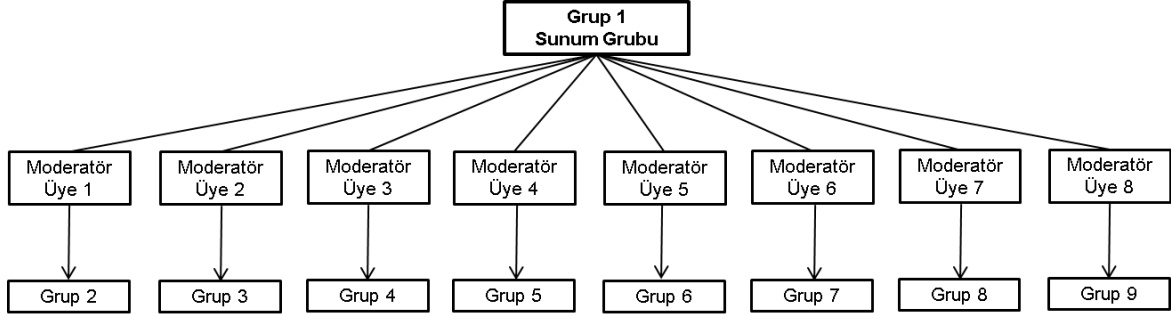 Grup 1
Sunum Grubu
Moderatör
Üye 1
Moderatör
Üye 2
Moderatör
Üye 3
Moderatör
Üye 4
Moderatör
Üye 5
Moderatör
Üye 6
Moderatör
Üye 7
Moderatör
Üye 8
Grup 2
Grup 3
Grup 4
Grup 5
Grup 6
Grup 7
Grup 8
Grup 9